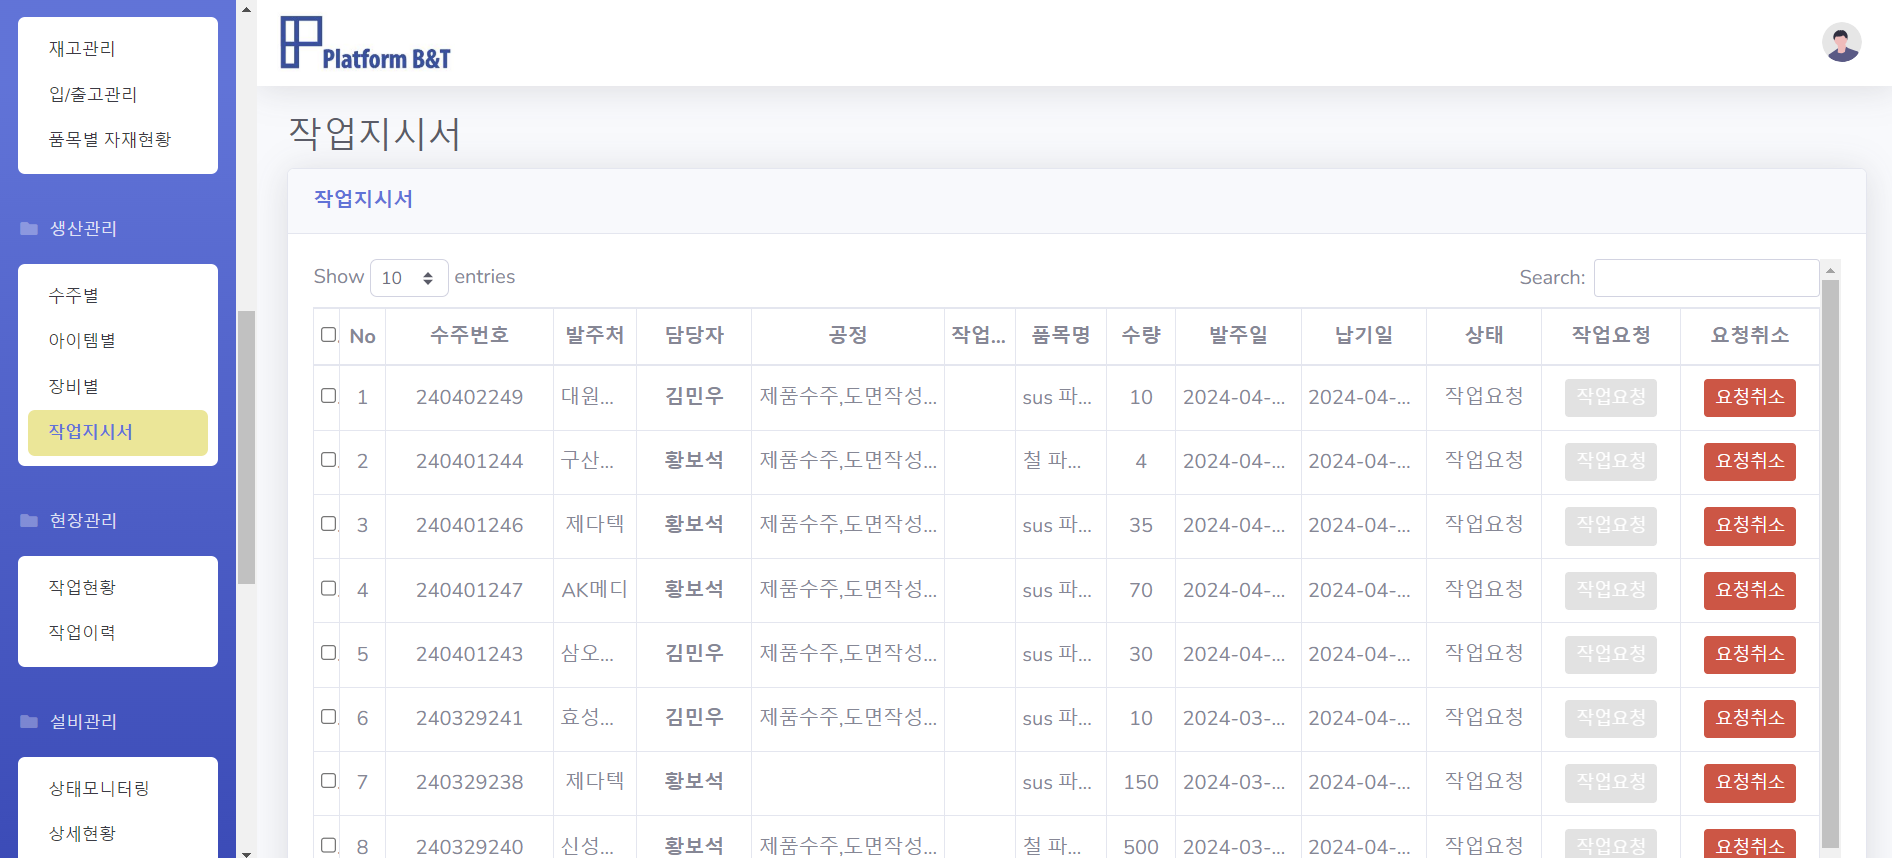 재고관리
입/출고관리
품목별 자재현황
생산관리
수주별
아이템별
장비별
작업지시서
현장관리
작업현황
작업이력
설비관리
상태모니터링
상세현황
Platform B&T
작업지시서
작업지시서
Show 10 entries
Search:
No 수주번호 발주처 담당자 공정 작업... 품목명 수량 발주일 납기일 상태 작업요청 요청취소
1 240402249 대원... 김민우 제품수주,도면작성... sus 파... 10 2024-04-... 2024-04-... 작업요청 작업요청 요청취소
2 240401244 구산... 황보석 제품수주,도면작성... 철 파... 4 2024-04-... 2024-04-... 작업요청 작업요청 요청취소
3 240401246 제다텍 황보석 제품수주,도면작성... sus 파... 35 2024-04-... 2024-04-... 작업요청 작업요청 요청취소
4 240401247 AK메디 황보석 제품수주,도면작성... sus 파... 70 2024-04-... 2024-04-... 작업요청 작업요청 요청취소
5 240401243 삼오... 김민우 제품수주,도면작성... sus 파... 30 2024-04-... 2024-04-... 작업요청 작업요청 요청취소
6 240329241 효성... 김민우 제품수주,도면작성... sus 파... 10 2024-03-... 2024-04-... 작업요청 작업요청 요청취소
7 240329238 제다텍 황보석 sus 파... 150 2024-03-... 2024-04-... 작업요청 작업요청 요청취소
8 240329240 신성... 황보석 제품수주,도면작성... 철 파... 500 2024-03-... 2024-04-... 작업요청 작업요청 요청취소